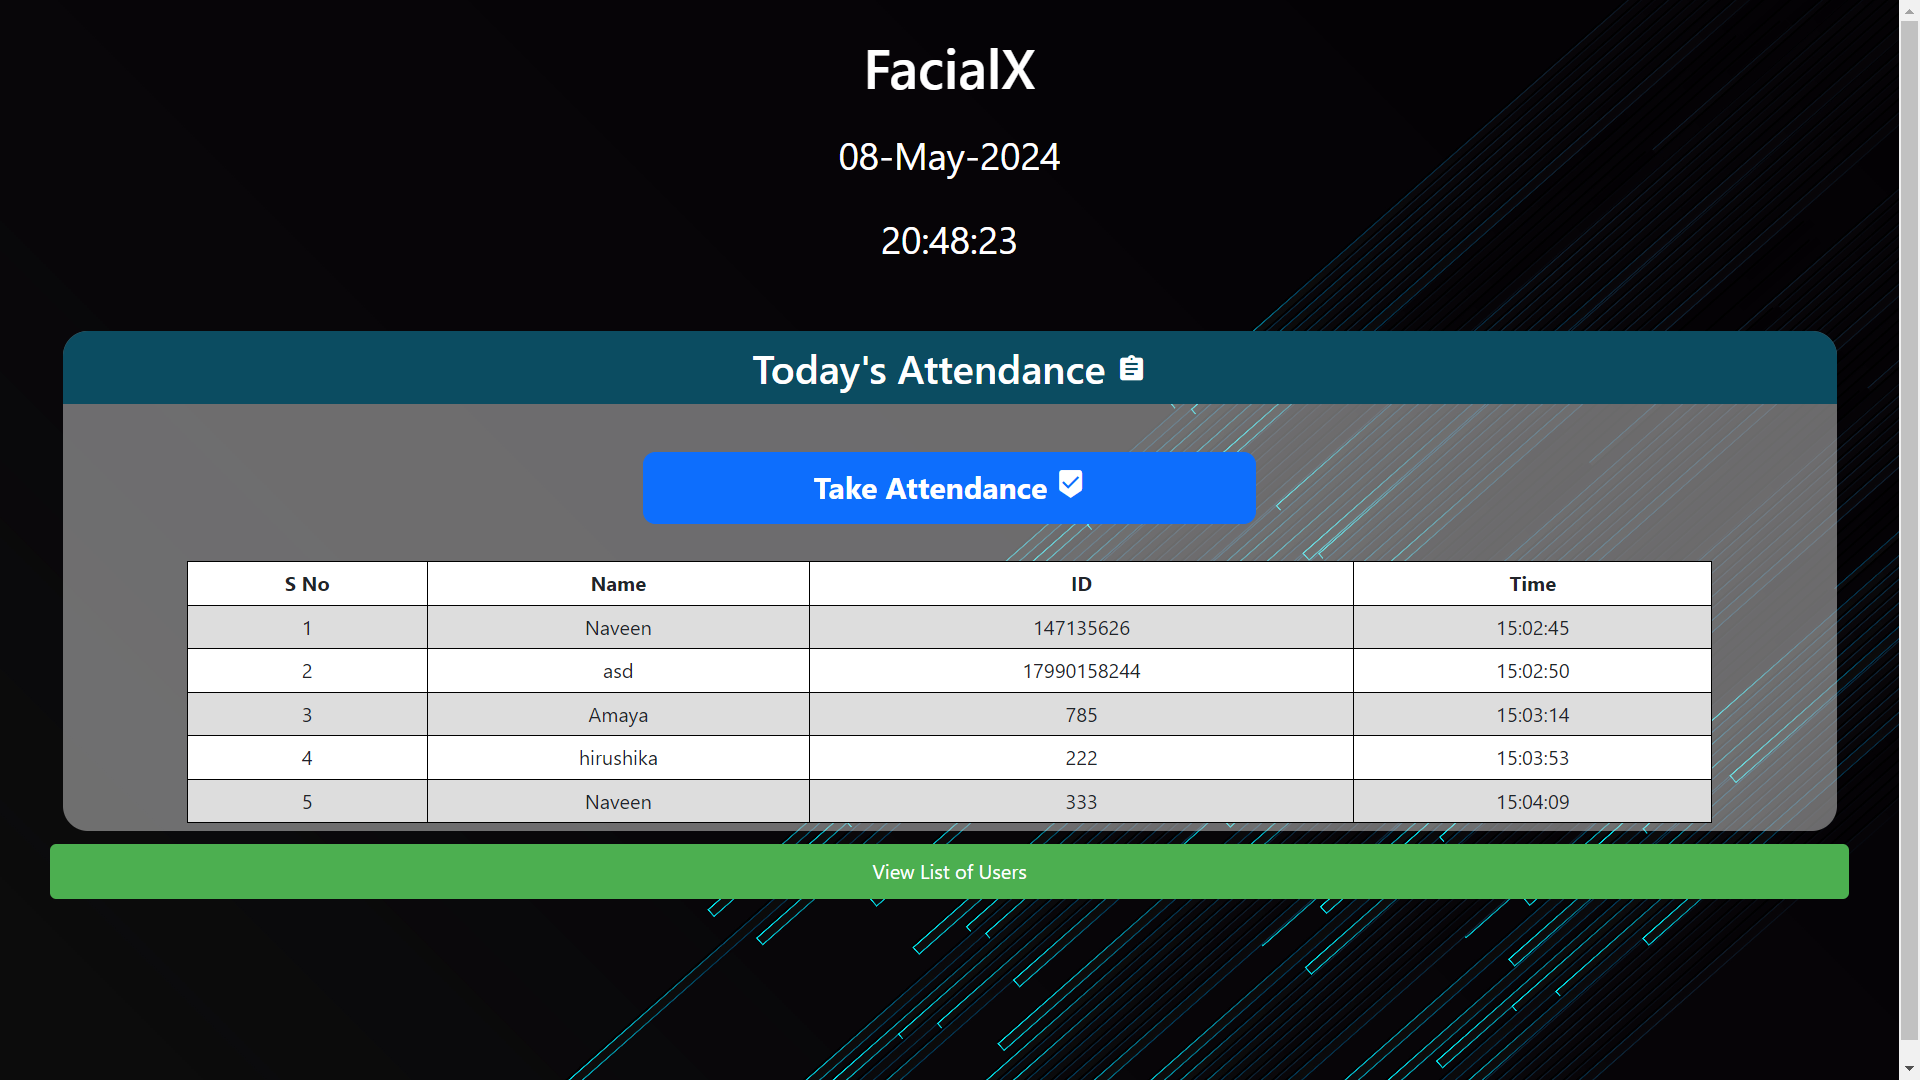 FacialX
08-May-2024
20:48:23
Today's Attendance
Take Attendance
S No Name ID Time
1 Naveen 147135626 15:02:45
2 asd 17990158244 15:02:50
3 Amaya 785 15:03:14
4 hirushika 222 15:03:53
5 Naveen 333 15:04:09
View List of Users